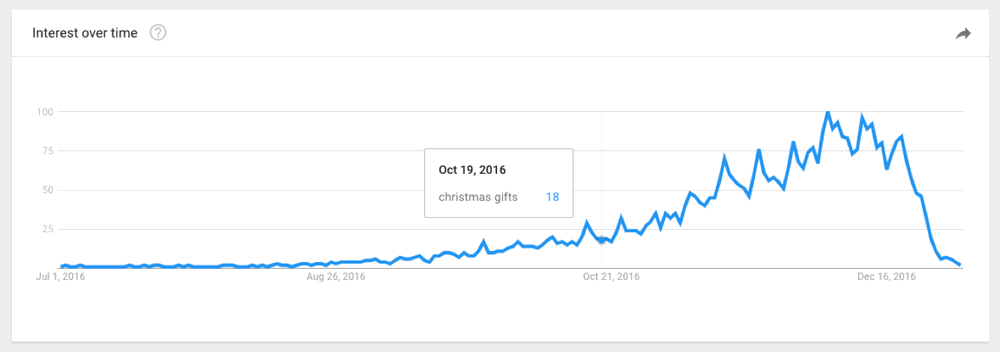 Interest over time ?
100
75
50
25
Oct 19, 2016
christmas gifts 18
Jul 1, 2016 Aug 26, 2016 Oct 21, 2016 Dec 16, 2016